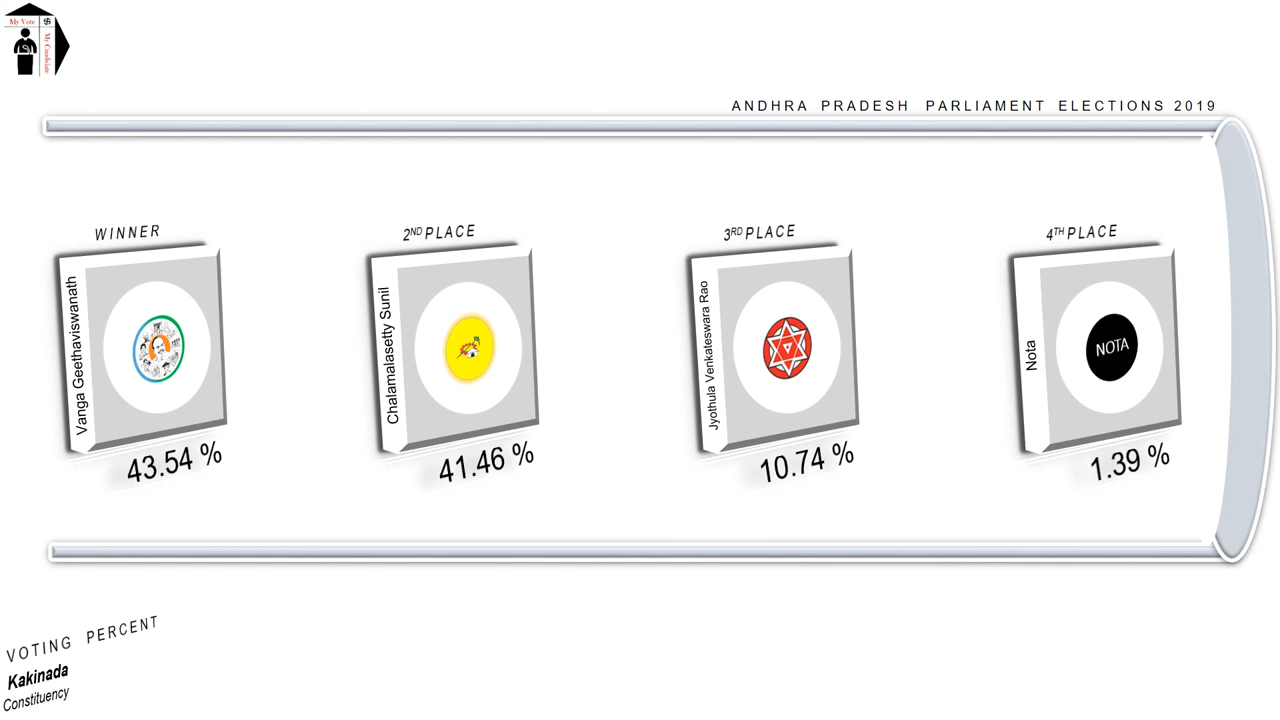 My Vote
My Candidate
ANDHRA PRADESH PARLIAMENT ELECTIONS 2019
WINNER
2ND PLACE
3RD PLACE
4TH PLACE
Vanga Geethaviswanath
Chalamalasetty Sunil
Jyothula Venkateswara Rao
Nota
NOTA
43.54 %
41.46 %
10.74 %
1.39 %
VOTING PERCENT
Kakinada
Constituency